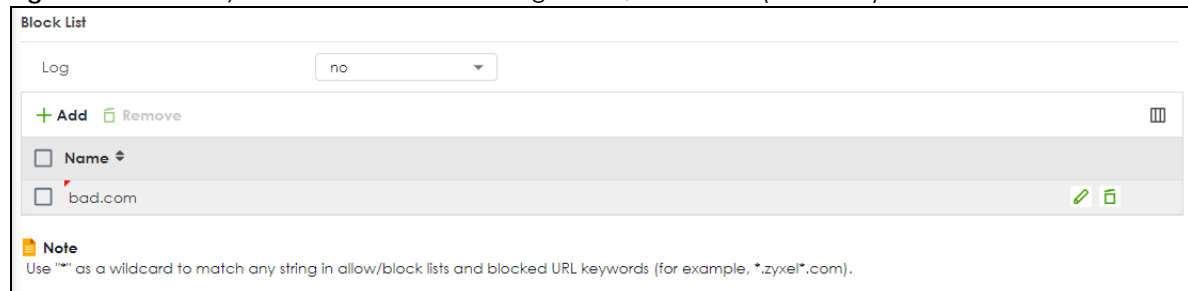 Block List
Log no
+ Add Remove
Name
bad.com
Note
Use "*" as a wildcard to match any string in allow/block lists and blocked URL keywords (for example, *.zyxel*.com).